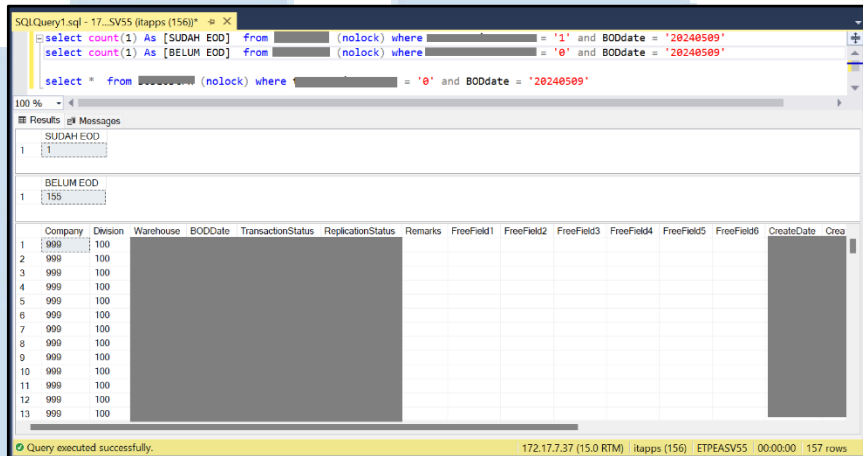 SQLQuery1.sql - 17...SV55 (itapps (156))*
select count(1) As [SUDAH EOD] from (nolock) where = '1' and BODdate = '20240509'
select count(1) As [BELUM EOD] from (nolock) where = '0' and BODdate = '20240509'
select * from (nolock) where = '0' and BODdate = '20240509'
100 %
Results Messages
SUDAH EOD
1 1
BELUM EOD
1 155
Company Division Warehouse BODDate TransactionStatus ReplicationStatus Remarks FreeField1 FreeField2 FreeField3 FreeField4 FreeField5 FreeField6 CreateDate Crea
1 999 100
2 999 100
3 999 100
4 999 100
5 999 100
6 999 100
7 999 100
8 999 100
9 999 100
10 999 100
11 999 100
12 999 100
13 999 100
Query executed successfully. 172.17.7.37 (15.0 RTM) itapps (156) ETPEASV55 00:00:00 157 rows